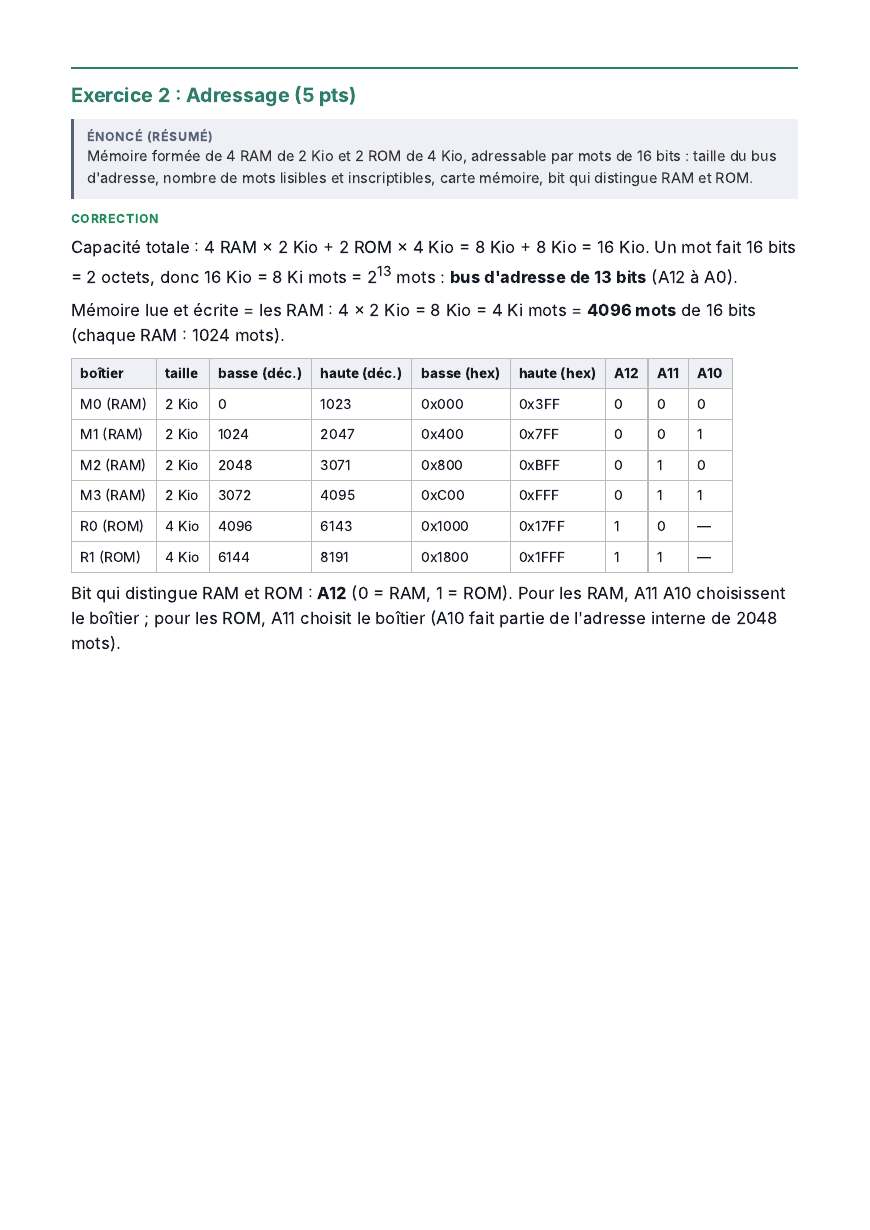 Exercice 2 : Adressage (5 pts)
ÉNONCÉ (RÉSUMÉ)
Mémoire formée de 4 RAM de 2 Kio et 2 ROM de 4 Kio, adressable par mots de 16 bits : taille du bus
d'adresse, nombre de mots lisibles et inscriptibles, carte mémoire, bit qui distingue RAM et ROM.
CORRECTION
Capacité totale : 4 RAM × 2 Kio + 2 ROM × 4 Kio = 8 Kio + 8 Kio = 16 Kio. Un mot fait 16 bits
= 2 octets, donc 16 Kio = 8 Ki mots = 2^13 mots : bus d'adresse de 13 bits (A12 à A0).
Mémoire lue et écrite = les RAM : 4 × 2 Kio = 8 Kio = 4 Ki mots = 4096 mots de 16 bits
(chaque RAM : 1024 mots).
boîtier taille basse (déc.) haute (déc.) basse (hex) haute (hex) A12 A11 A10
M0 (RAM) 2 Kio 0 1023 0x000 0x3FF 0 0 0
M1 (RAM) 2 Kio 1024 2047 0x400 0x7FF 0 0 1
M2 (RAM) 2 Kio 2048 3071 0x800 0xBFF 0 1 0
M3 (RAM) 2 Kio 3072 4095 0xC00 0xFFF 0 1 1
R0 (ROM) 4 Kio 4096 6143 0x1000 0x17FF 1 0 —
R1 (ROM) 4 Kio 6144 8191 0x1800 0x1FFF 1 1 —
Bit qui distingue RAM et ROM : A12 (0 = RAM, 1 = ROM). Pour les RAM, A11 A10 choisissent
le boîtier ; pour les ROM, A11 choisit le boîtier (A10 fait partie de l'adresse interne de 2048
mots).